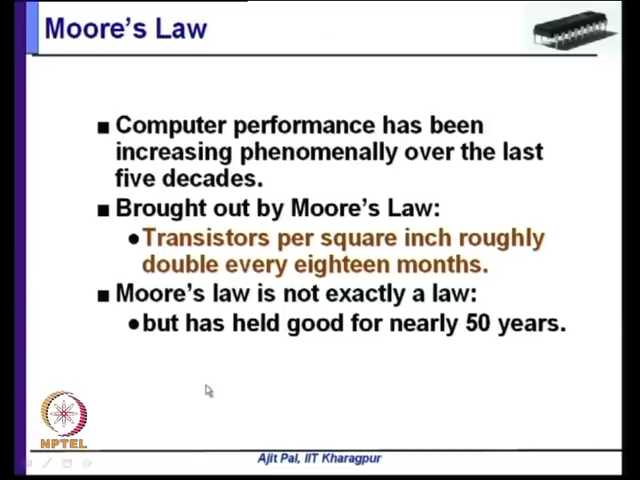 Moore's Law
■ Computer performance has been
increasing phenomenally over the last
five decades.
■ Brought out by Moore's Law:
●Transistors per square inch roughly
double every eighteen months.
■ Moore's law is not exactly a law:
●but has held good for nearly 50 years.
NPTEL
Ajit Pal, IIT Kharagpur